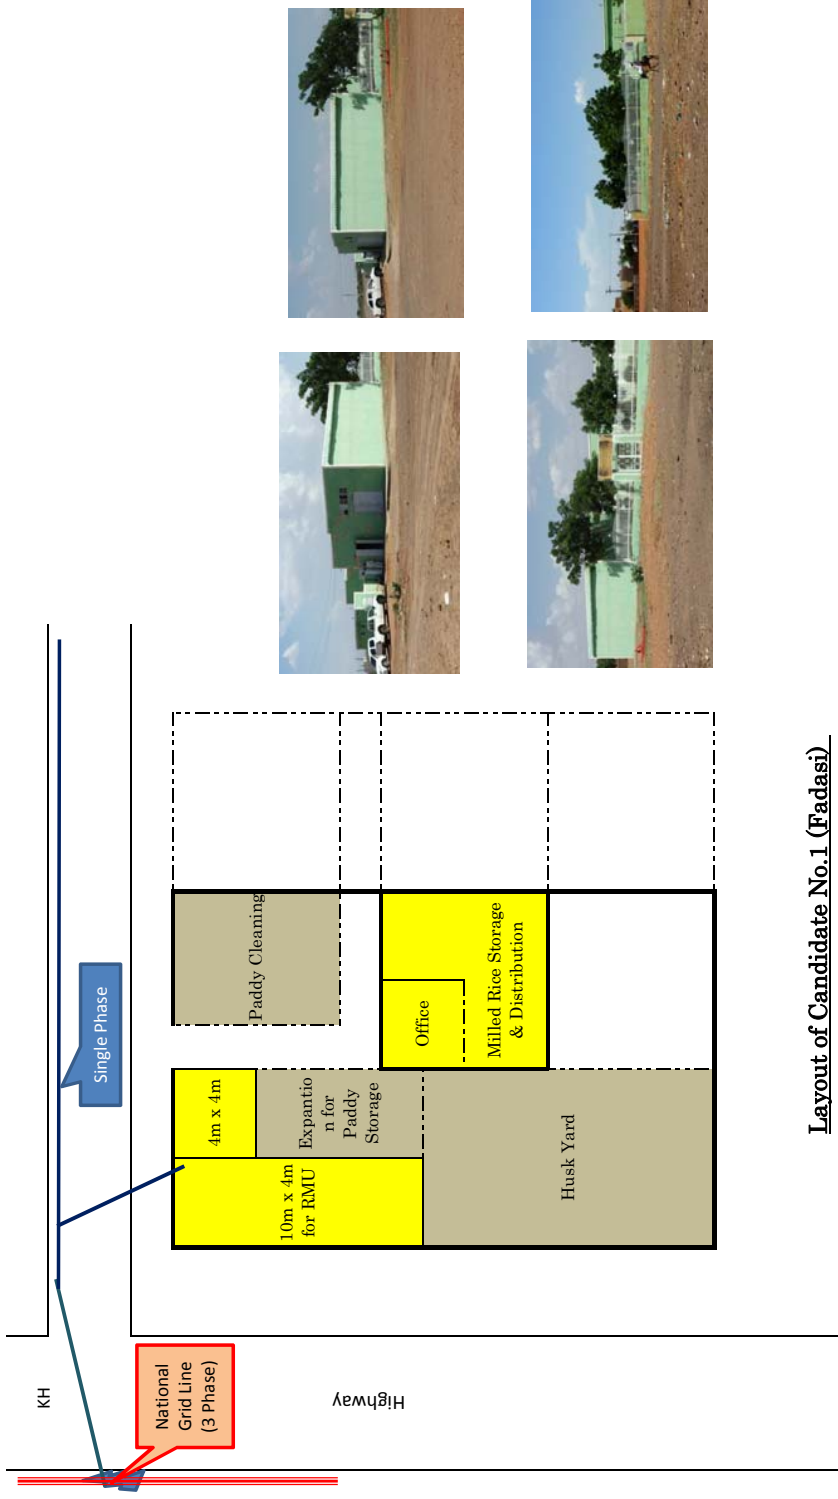 KH
Highway
National
Grid Line
(3 Phase)
Single Phase
10m x 4m
for RMU
4m x 4m
Expantio
n for
Paddy
Storage
Paddy Cleaning
Husk Yard
Office
Milled Rice Storage
& Distribution
Layout of Candidate No.1 (Fadasi)